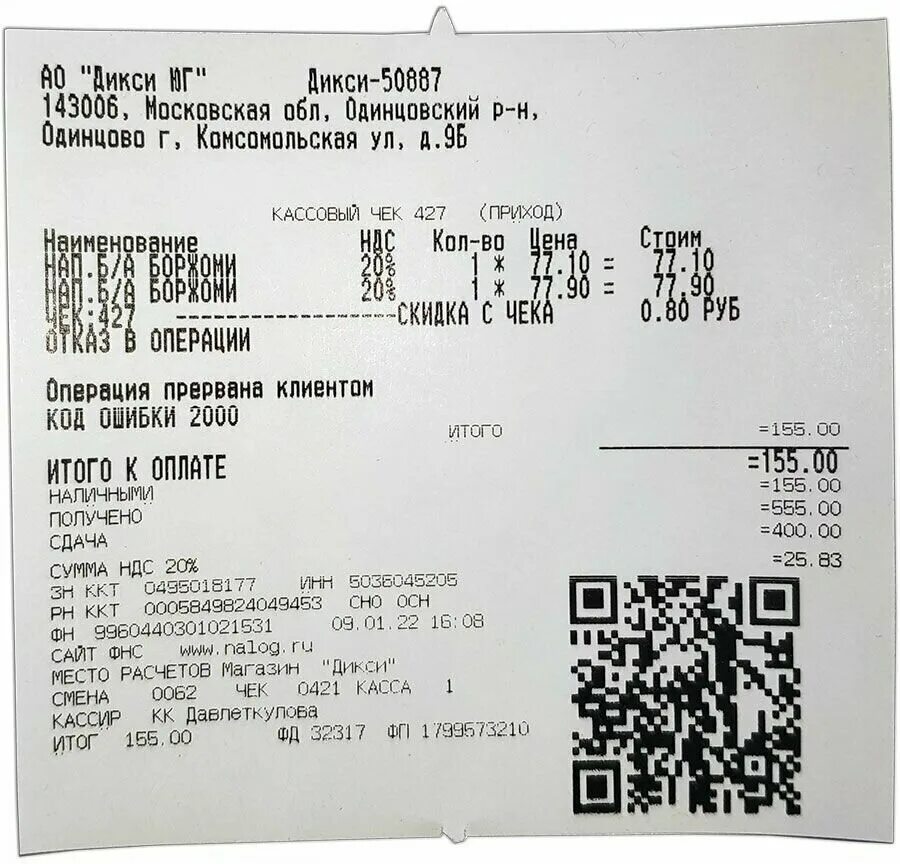 АО "Дикси ЮГ" Дикси-50887
143006, Московская обл, Одинцовский р-н,
Одинцово г, Комсомольская ул, д.9Б
КАССОВЫЙ ЧЕК 427 (ПРИХОД)
Наименование НДС Кол-во Цена Стоим
НАП.Б/А БОРЖОМИ 20% 1 * 77.10 = 77.10
НАП.Б/А БОРЖОМИ 20% 1 * 77.90 = 77.90
ЧЕК:427 ------------------СКИДКА С ЧЕКА 0.80 РУБ
ОТКАЗ В ОПЕРАЦИИ
Операция прервана клиентом
КОД ОШИБКИ 2000
ИТОГО =155.00
ИТОГО К ОПЛАТЕ =155.00
НАЛИЧНЫМИ =155.00
ПОЛУЧЕНО =555.00
СДАЧА =400.00
СУММА НДС 20% =25.83
ЗН ККТ 0495018177 ИНН 5036045205
РН ККТ 0005849824049453 СНО ОСН
ФН 9960440301021531 09.01.22 16:08
САЙТ ФНС www.nalog.ru
МЕСТО РАСЧЕТОВ Магазин "Дикси"
СМЕНА 0062 ЧЕК 0421 КАССА 1
КАССИР КК Давлеткулова
ИТОГ 155.00 ФД 32317 ФП 1799573210